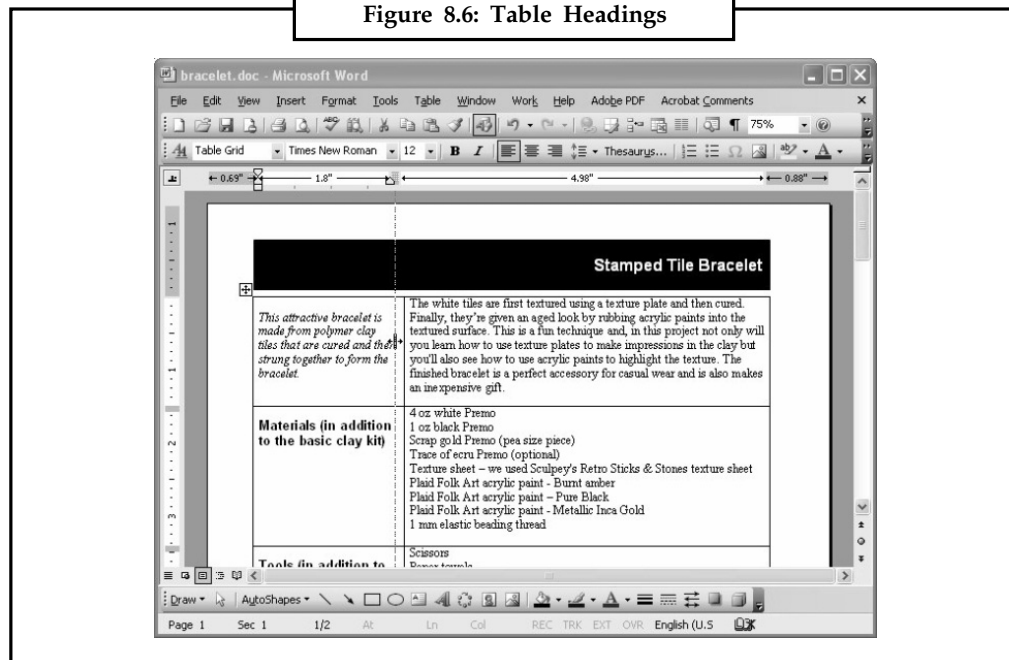 Figure 8.6: Table Headings
bracelet.doc - Microsoft Word
File Edit View Insert Format Tools Table Window Work Help Adobe PDF Acrobat Comments
75%
Table Grid Times New Roman 12 B I Thesaurus...
0.69" 1.8" 4.98" 0.88"
Stamped Tile Bracelet
This attractive bracelet is
made from polymer clay
tiles that are cured and then
strung together to form the
bracelet.
The white tiles are first textured using a texture plate and then cured.
Finally, they're given an aged look by rubbing acrylic paints into the
textured surface. This is a fun technique and, in this project not only will
you learn how to use texture plates to make impressions in the clay but
you'll also see how to use acrylic paints to highlight the texture. The
finished bracelet is a perfect accessory for casual wear and is also makes
an inexpensive gift.
Materials (in addition
to the basic clay kit)
4 oz white Premo
1 oz black Premo
Scrap gold Premo (pea size piece)
Trace of ecru Premo (optional)
Texture sheet – we used Sculpey's Retro Sticks & Stones texture sheet
Plaid Folk Art acrylic paint - Burnt amber
Plaid Folk Art acrylic paint – Pure Black
Plaid Folk Art acrylic paint - Metallic Inca Gold
1 mm elastic beading thread
Tools (in addition to
Scissors
Paper towels
Draw AutoShapes
Page 1 Sec 1 1/2 At Ln Col REC TRK EXT OVR English (U.S